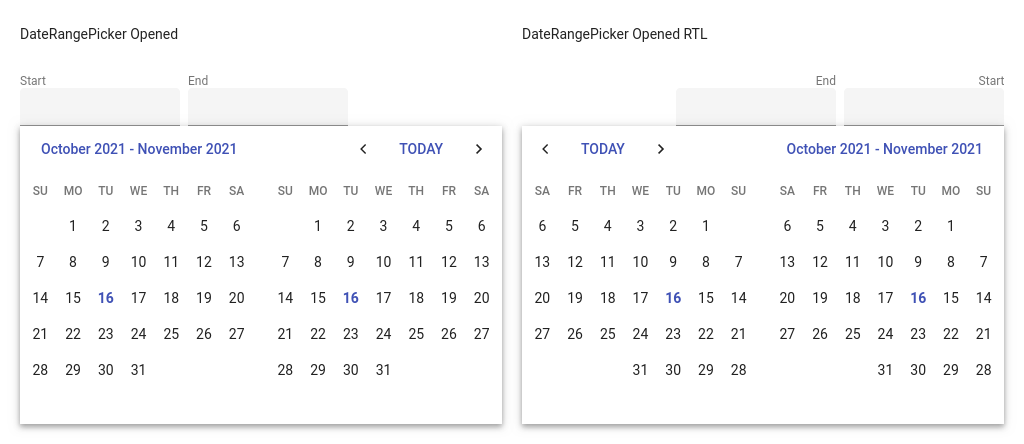 DateRangePicker Opened
Start End
October 2021 - November 2021 TODAY
SU MO TU WE TH FR SA SU MO TU WE TH FR SA
1 2 3 4 5 6 1 2 3 4 5 6
7 8 9 10 11 12 13 7 8 9 10 11 12 13
14 15 16 17 18 19 20 14 15 16 17 18 19 20
21 22 23 24 25 26 27 21 22 23 24 25 26 27
28 29 30 31 28 29 30 31
DateRangePicker Opened RTL
End Start
TODAY October 2021 - November 2021
SA FR TH WE TU MO SU SA FR TH WE TU MO SU
6 5 4 3 2 1 6 5 4 3 2 1
13 12 11 10 9 8 7 13 12 11 10 9 8 7
20 19 18 17 16 15 14 20 19 18 17 16 15 14
27 26 25 24 23 22 21 27 26 25 24 23 22 21
31 30 29 28 31 30 29 28